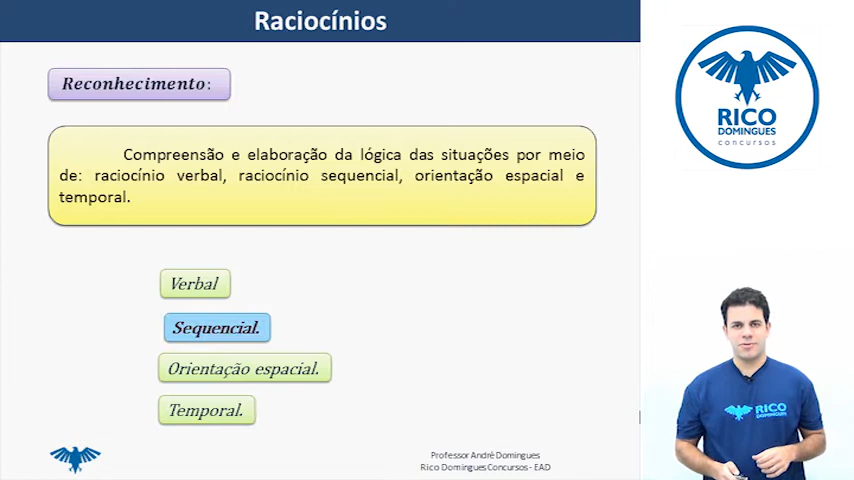 Raciocínios
Reconhecimento:
Compreensão e elaboração da lógica das situações por meio
de: raciocínio verbal, raciocínio sequencial, orientação espacial e
temporal.
Verbal
Sequencial.
Orientação espacial.
Temporal.
Professor André Domingues
Rico Domingues Concursos - EAD
RICO
DOMINGUES
concursos
RICO
DOMINGUES